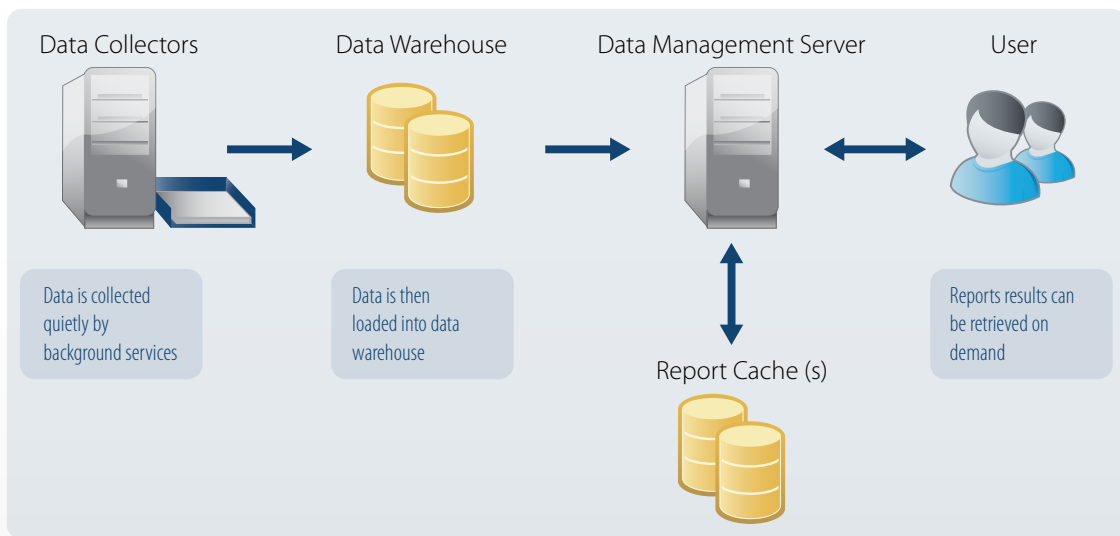 Data Collectors
Data Warehouse
Data Management Server
User
Data is collected
quietly by
background services
Data is then
loaded into data
warehouse
Reports results can
be retrieved on
demand
Report Cache (s)